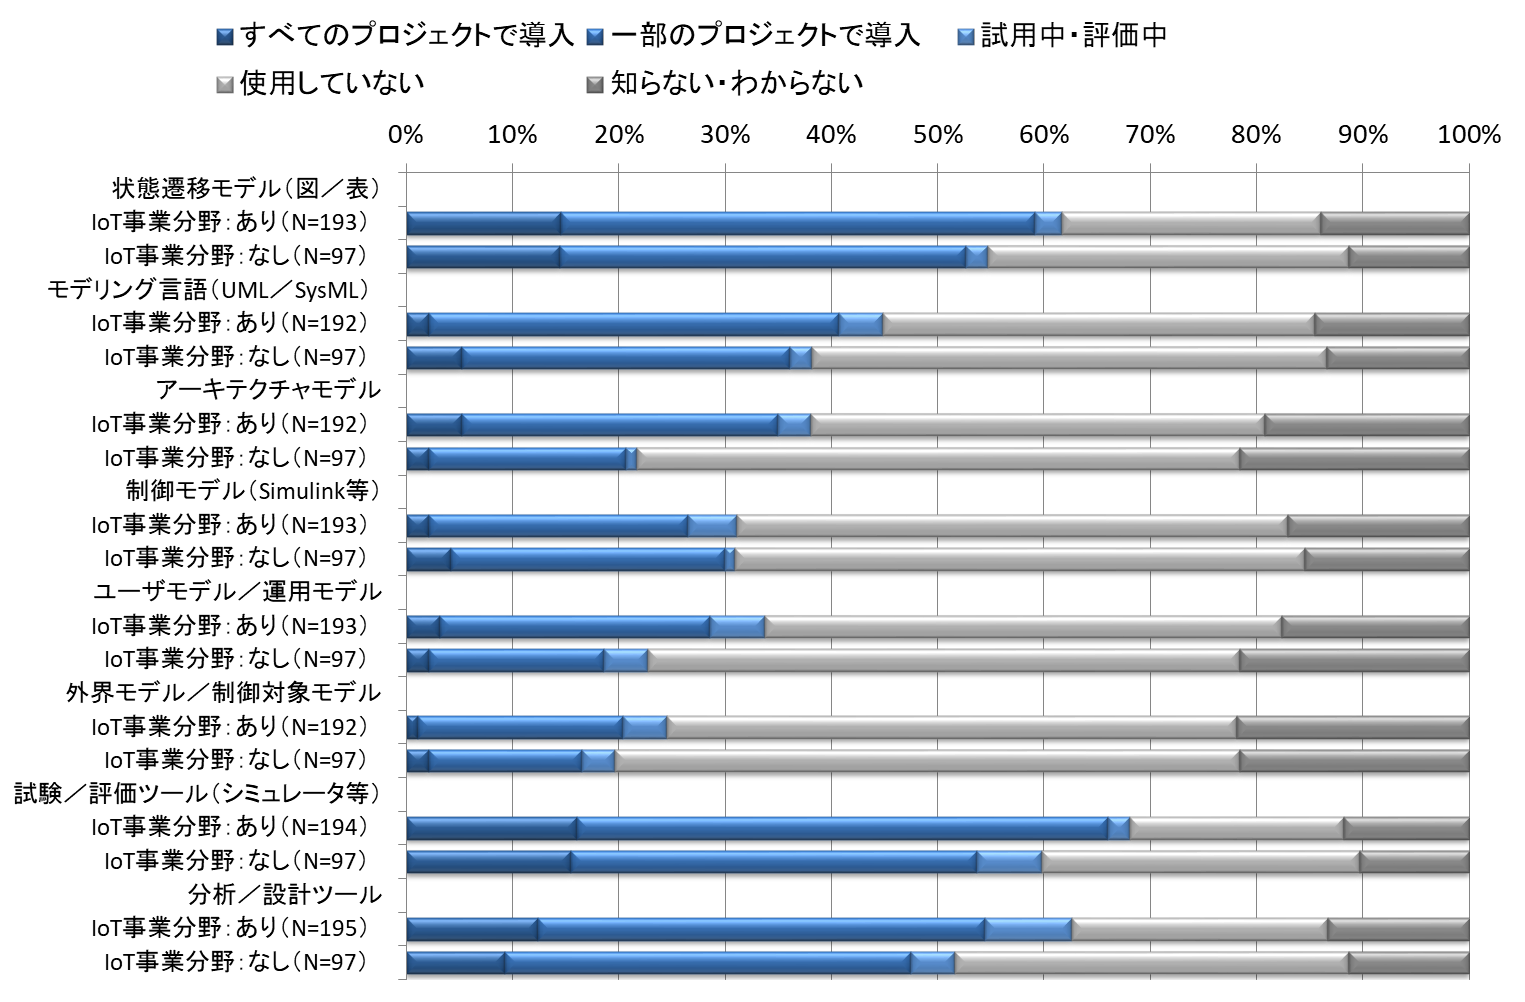 すべてのプロジェクトで導入 一部のプロジェクトで導入 試用中・評価中
使用していない 知らない・わからない
0% 10% 20% 30% 40% 50% 60% 70% 80% 90% 100%
状態遷移モデル（図／表）
IoT事業分野：あり（N=193）
IoT事業分野：なし（N=97）
モデリング言語（UML／SysML）
IoT事業分野：あり（N=192）
IoT事業分野：なし（N=97）
アーキテクチャモデル
IoT事業分野：あり（N=192）
IoT事業分野：なし（N=97）
制御モデル（Simulink等）
IoT事業分野：あり（N=193）
IoT事業分野：なし（N=97）
ユーザモデル／運用モデル
IoT事業分野：あり（N=193）
IoT事業分野：なし（N=97）
外界モデル／制御対象モデル
IoT事業分野：あり（N=192）
IoT事業分野：なし（N=97）
試験／評価ツール（シミュレータ等）
IoT事業分野：あり（N=194）
IoT事業分野：なし（N=97）
分析／設計ツール
IoT事業分野：あり（N=195）
IoT事業分野：なし（N=97）